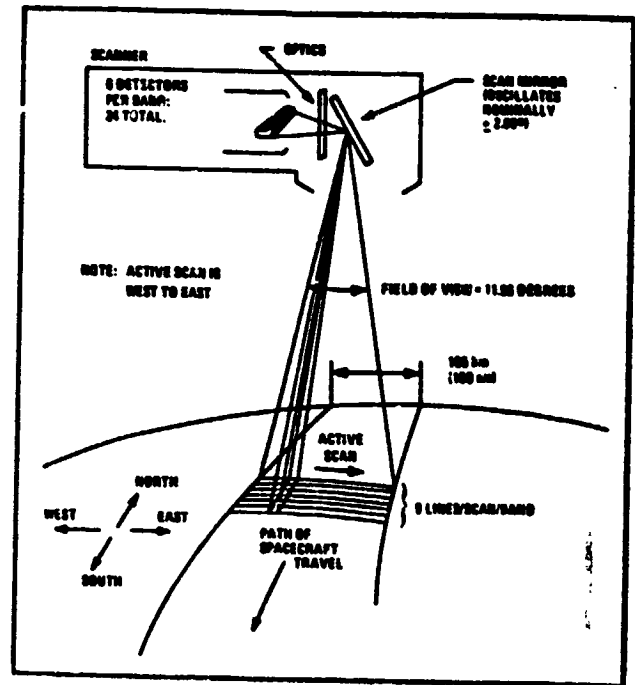 SCANNER
OPTICS
6 DETECTORS
PER BAND:
24 TOTAL.
SCAN MIRROR
(OSCILLATES
NOMINALLY
NOTE: ACTIVE SCAN IS
WEST TO EAST
FIELD OF VIEW = 11.56 DEGREES
185 km
(100 nm)
ACTIVE
SCAN
NORTH
WEST
EAST
SOUTH
6 LINES/SCAN/BAND
PATH OF
SPACECRAFT
TRAVEL